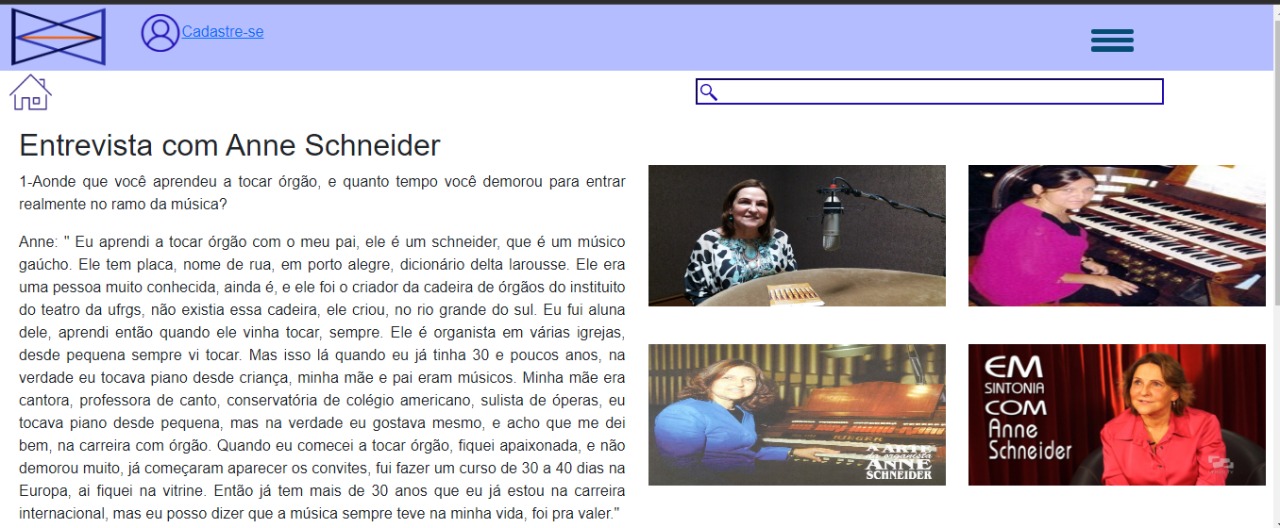 Cadastre-se
Entrevista com Anne Schneider
1-Aonde que você aprendeu a tocar órgão, e quanto tempo você demorou para entrar
realmente no ramo da música?
Anne: " Eu aprendi a tocar órgão com o meu pai, ele é um schneider, que é um músico
gaúcho. Ele tem placa, nome de rua, em porto alegre, dicionário delta larousse. Ele era
uma pessoa muito conhecida, ainda é, e ele foi o criador da cadeira de órgãos do instituito
do teatro da ufrgs, não existia essa cadeira, ele criou, no rio grande do sul. Eu fui aluna
dele, aprendi então quando ele vinha tocar, sempre. Ele é organista em várias igrejas,
desde pequena sempre vi tocar. Mas isso lá quando eu já tinha 30 e poucos anos, na
verdade eu tocava piano desde criança, minha mãe e pai eram músicos. Minha mãe era
cantora, professora de canto, conservatória de colégio americano, sulista de óperas, eu
tocava piano desde pequena, mas na verdade eu gostava mesmo, e acho que me dei
bem, na carreira com órgão. Quando eu comecei a tocar órgão, fiquei apaixonada, e não
demorou muito, já começaram aparecer os convites, fui fazer um curso de 30 a 40 dias na
Europa, ai fiquei na vitrine. Então já tem mais de 30 anos que eu já estou na carreira
internacional, mas eu posso dizer que a música sempre teve na minha vida, foi pra valer."
RIEGER
A ARTE
da organista
ANNE
SCHNEIDER
EM
SINTONIA
COM
Anne
Schneider